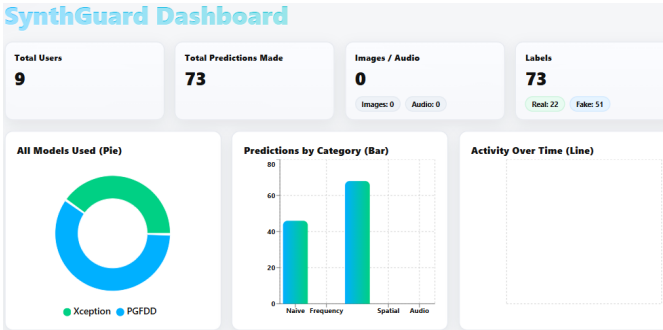 SynthGuard Dashboard
Total Users
9
Total Predictions Made
73
Images / Audio
0
Images: 0 Audio: 0
Labels
73
Real: 22 Fake: 51
All Models Used (Pie)
Xception PGFDD
Predictions by Category (Bar)
80
60
40
20
0
Naive Frequency Spatial Audio
Activity Over Time (Line)